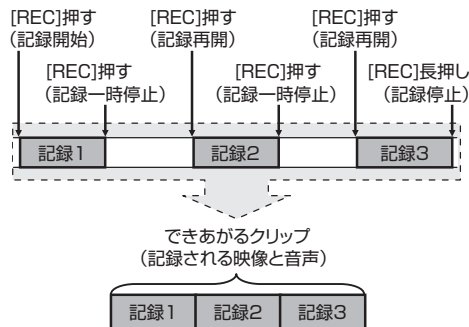 [REC]押す
(記録開始)
[REC]押す
(記録再開)
[REC]押す
(記録再開)
[REC]押す
(記録一時停止)
[REC]押す
(記録一時停止)
[REC]長押し
(記録停止)
記録1
記録2
記録3
できあがるクリップ
(記録される映像と音声)
記録1
記録2
記録3